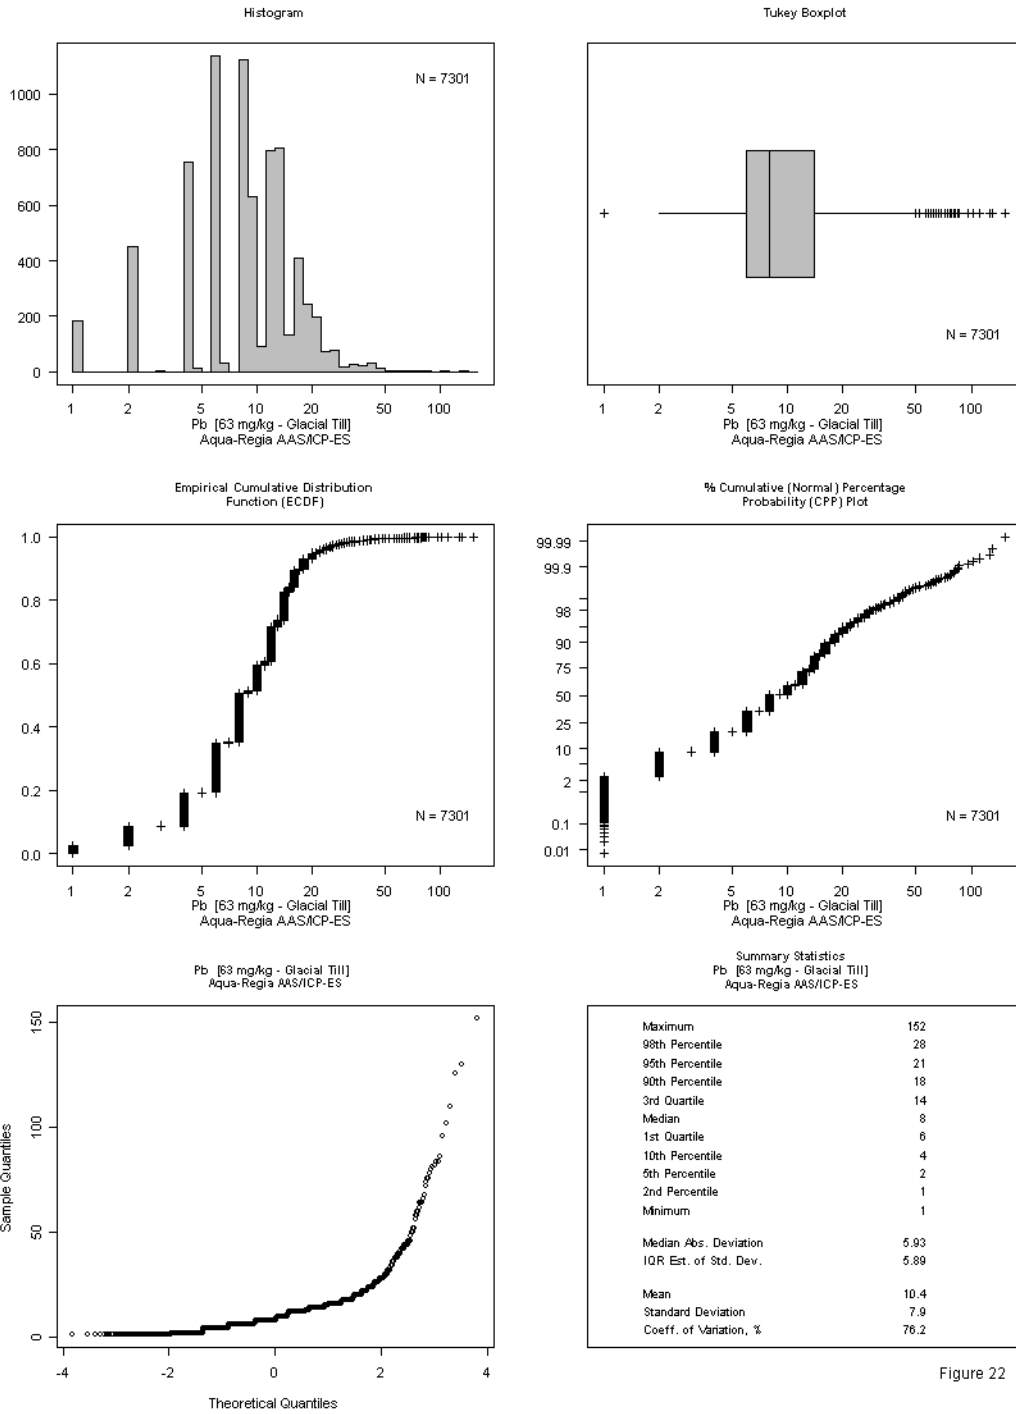 Histogram
N = 7301
0
200
400
600
800
1000
1 2 5 10 20 50 100
Pb [63 mg/kg - Glacial Till]
Aqua-Regia AAS/ICP-ES
Tukey Boxplot
N = 7301
1 2 5 10 20 50 100
Pb [63 mg/kg - Glacial Till]
Aqua-Regia AAS/ICP-ES
Empirical Cumulative Distribution
Function (ECDF)
1.0
0.8
0.6
0.4
0.2
0.0
N = 7301
1 2 5 10 20 50 100
Pb [63 mg/kg - Glacial Till]
Aqua-Regia AAS/ICP-ES
% Cumulative (Normal) Percentage
Probability (CPP) Plot
99.99
99.9
98
90
75
50
25
10
2
0.1
0.01
N = 7301
1 2 5 10 20 50 100
Pb [63 mg/kg - Glacial Till]
Aqua-Regia AAS/ICP-ES
Pb [63 mg/kg - Glacial Till]
Aqua-Regia AAS/ICP-ES
Sample Quantiles
150
100
50
0
-4 -2 0 2 4
Theoretical Quantiles
Summary Statistics
Pb [63 mg/kg - Glacial Till]
Aqua-Regia AAS/ICP-ES
Maximum 152
98th Percentile 28
95th Percentile 21
90th Percentile 18
3rd Quartile 14
Median 8
1st Quartile 6
10th Percentile 4
5th Percentile 2
2nd Percentile 1
Minimum 1
Median Abs. Deviation 5.93
IQR Est. of Std. Dev. 5.89
Mean 10.4
Standard Deviation 7.9
Coeff. of Variation, % 76.2
Figure 22